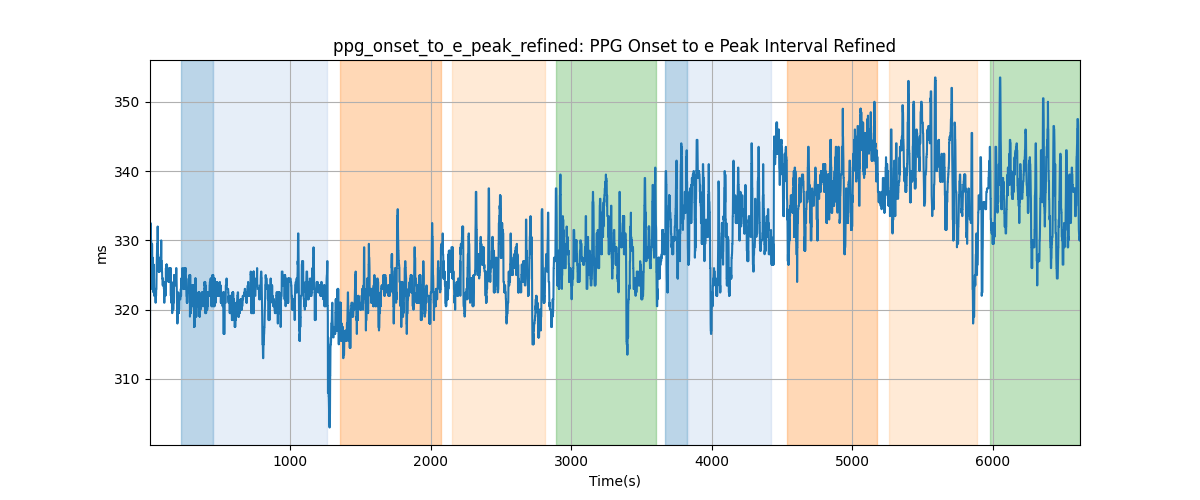 ppg_onset_to_e_peak_refined: PPG Onset to e Peak Interval Refined
350
340
330
320
310
ms
1000 2000 3000 4000 5000 6000
Time(s)